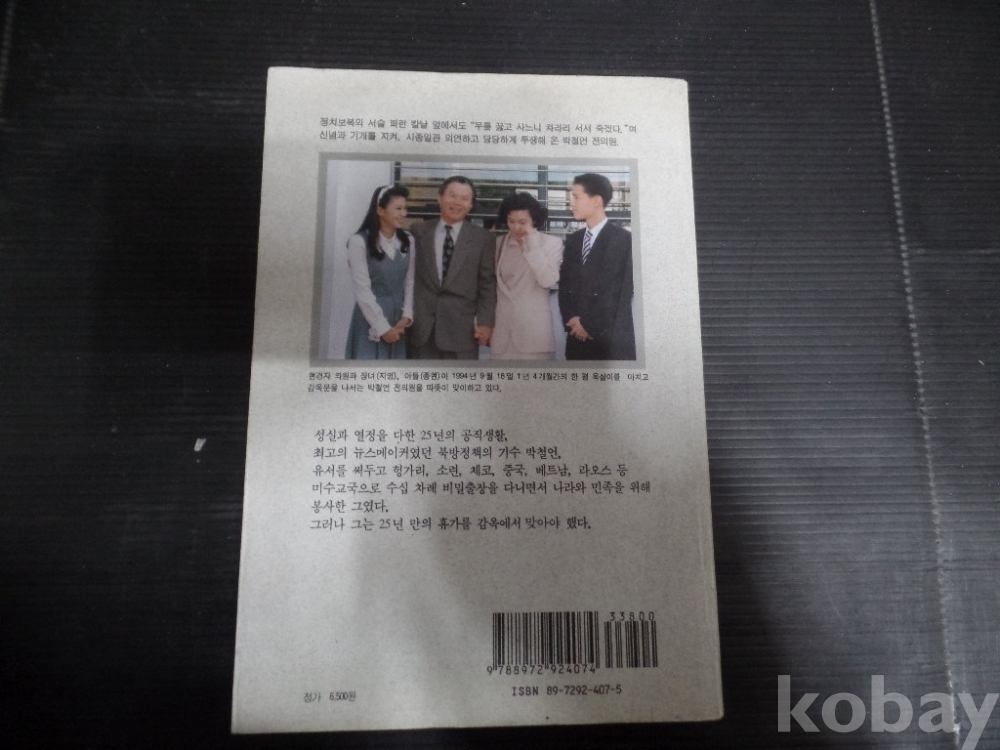 정치보복의 서슬 퍼런 칼날 앞에서도 "무릎 꿇고 사느니 차라리 서서 죽겠다."며
신념과 기개를 지켜, 시종일관 의연하고 당당하게 투쟁해 온 박철언 전의원.
현경자 의원과 장녀(지영), 아들(종현)이 1994년 9월 16일 1년 4개월간의 한 평 옥살이를 마치고
감옥문을 나서는 박철언 전의원을 따뜻이 맞이하고 있다.
성실과 열정을 다한 25년의 공직생활,
최고의 뉴스메이커였던 북방정책의 기수 박철언,
유서를 써두고 헝가리, 소련, 체코, 중국, 베트남, 라오스 등
미수교국으로 수십 차례 비밀출장을 다니면서 나라와 민족을 위해
봉사한 그였다.
그러나 그는 25년 만의 휴가를 감옥에서 맞아야 했다.
33800
9 788972 924074
ISBN 89-7292-407-5
정가 6,500원
kobay